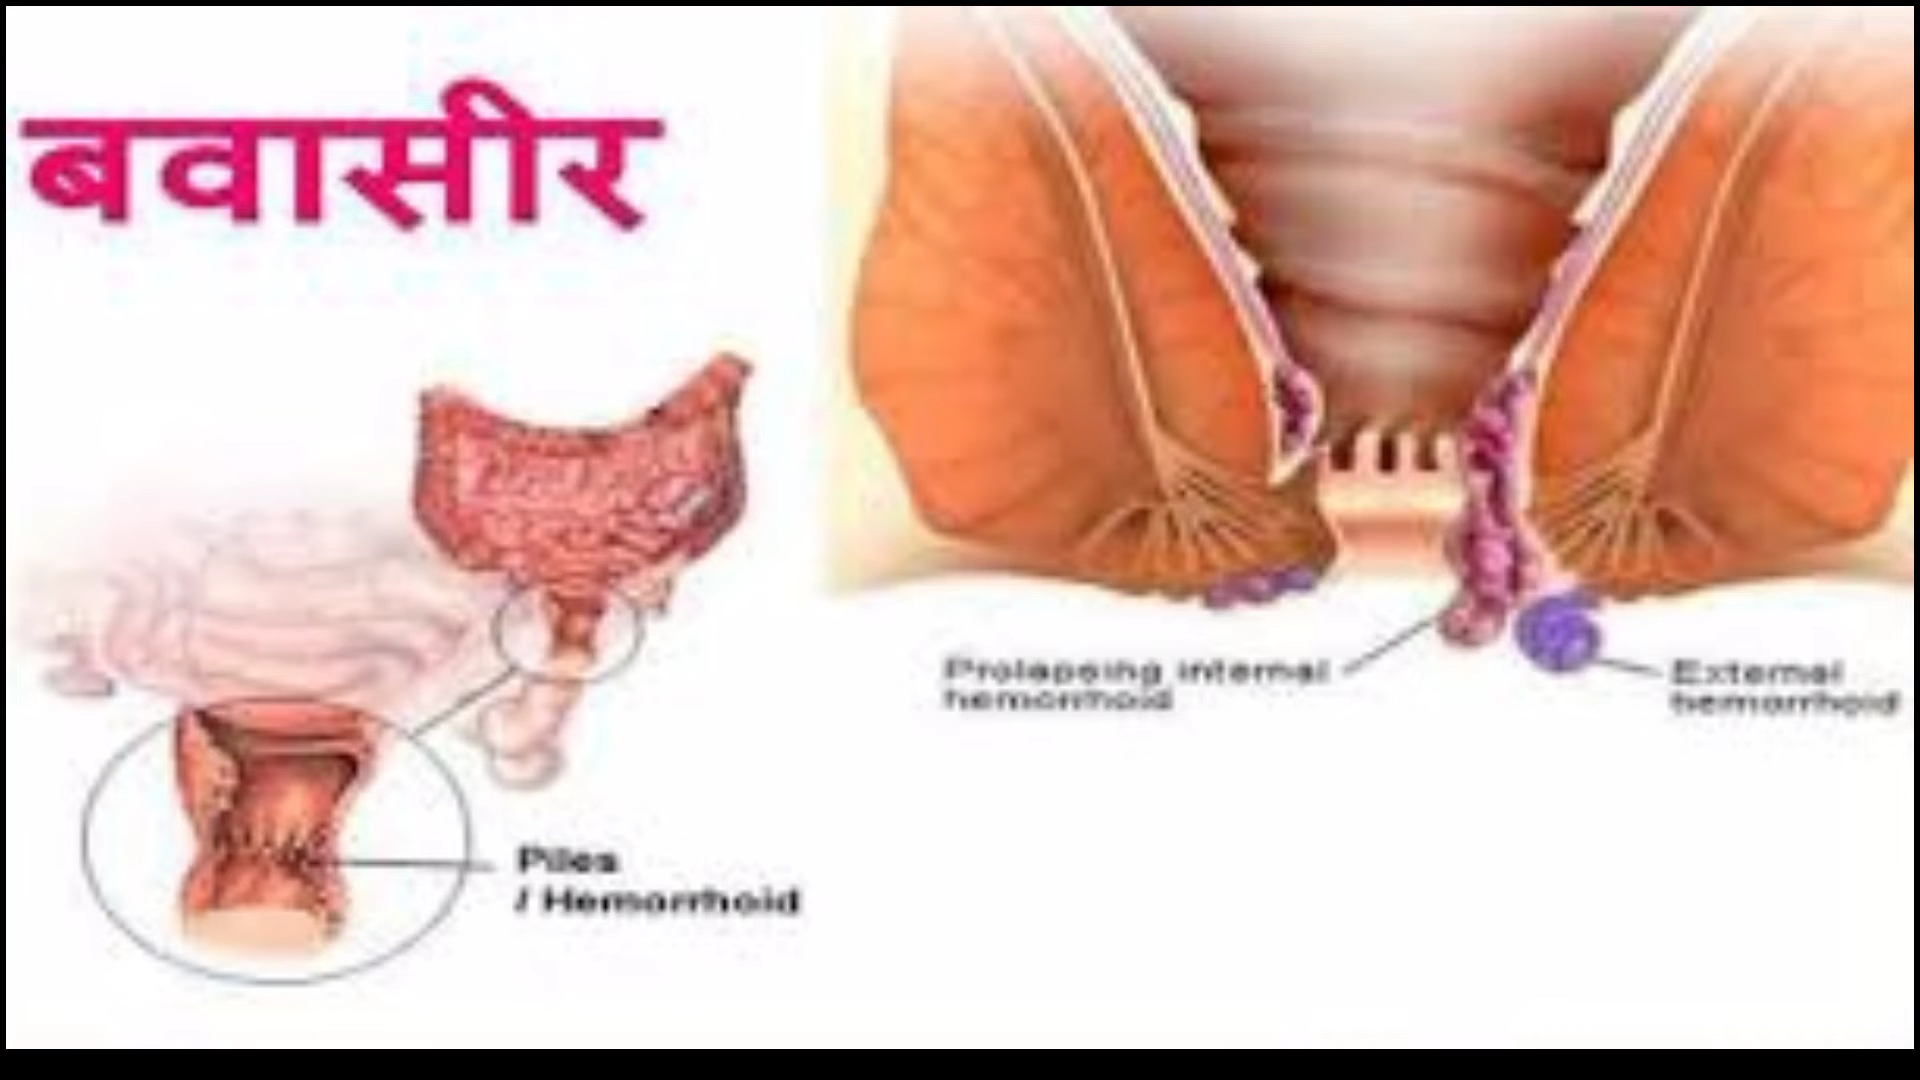 बवासीर
Prolapsing internal
hemorrhoid
External
hemorrhoid
Piles
/ Hemorrhoid